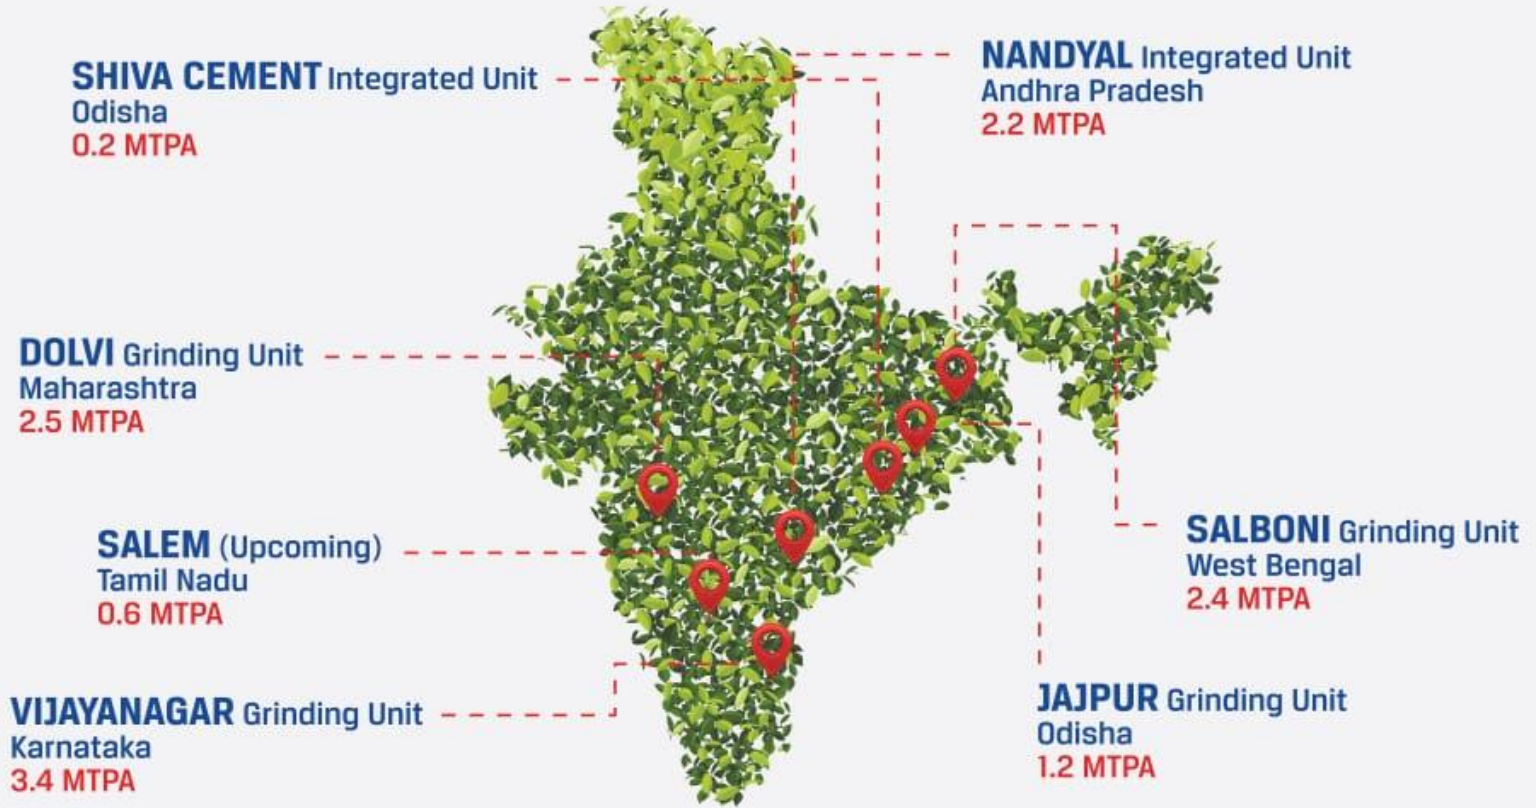 SHIVA CEMENT Integrated Unit
Odisha
0.2 MTPA
NANDYAL Integrated Unit
Andhra Pradesh
2.2 MTPA
DOLVI Grinding Unit
Maharashtra
2.5 MTPA
SALEM (Upcoming)
Tamil Nadu
0.6 MTPA
SALBONI Grinding Unit
West Bengal
2.4 MTPA
VIJAYANAGAR Grinding Unit
Karnataka
3.4 MTPA
JAJPUR Grinding Unit
Odisha
1.2 MTPA